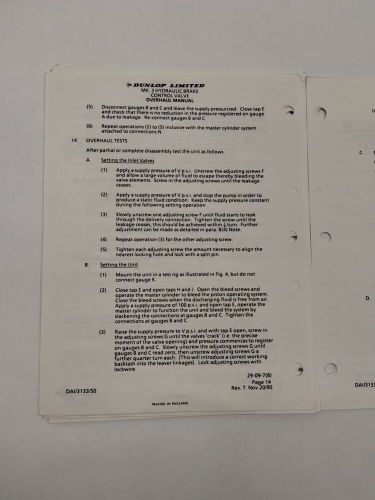 DUNLOP LIMITED
MK. 3 HYDRAULIC BRAKE
CONTROL VALVE
OVERHAUL MANUAL
(5) Disconnect gauges B and C and leave the supply pressurized. Close tap E
and check that there is no reduction in the pressure registered on gauge
A due to leakage. Re-connect gauges B and C.
(6) Repeat operations (2) to (5) inclusive with the master cylinder system
attached to connections N.
14. OVERHAUL TESTS
After partial or complete disassembly test the unit as follows.
A. Setting the Inlet Valves
(1) Apply a supply pressure of V p.s.i. Unscrew the adjusting screws F
and allow a large volume of fluid to escape thereby bleeding the
valve elements. Screw in the adjusting screws until the leakage
ceases.
(2) Apply a supply pressure of V p.s.i. and stop the pump in order to
produce a static fluid condition. Keep the supply pressure constant
during the following setting operation.
(3) Slowly unscrew one adjusting screw F until fluid starts to leak
through the delivery connection. Tighten the screw until the
leakage ceases, this should be achieved within turn. Further
adjustment can be made as detailed in para. B(4) Note.
(4) Repeat operation (3) for the other adjusting screw.
(5) Tighten each adjusting screw the amount necessary to align the
nearest locking hole and lock with a split pin.
B. Setting the Unit
(1) Mount the unit in a test rig as illustrated in Fig. 4, but do not
connect gauge K.
(2) Close tap E and open taps H and J. Open the bleed screws and
operate the master cylinder to bleed the piston operating system.
Close the bleed screws when the discharging fluid is free from air.
Apply a supply pressure of 100 p.s.i. and open tap E, operate the
master cylinder to function the unit and bleed the system by
slackening the connections at gauges B and C. Tighten the
connections at gauges B and C.
(3) Raise the supply pressure to V p.s.i. and with tap E open, screw in
the adjusting screws G until the valves 'crack' (i.e. the precise
moment of the valve opening) and pressure commences to register
on gauges B and C. Slowly unscrew the adjusting screws G until
gauges B and C read zero, then unscrew adjusting screws G a
further quarter turn each. (This will introduce a correct working
backlash into the leaver linkages). Lock adjusting screws with
lockwire.
29-09-7(B)
Page 14
Rev. 7. Nov.20/90
DAI/3133/50
PRINTED IN ENGLAND
C.
D.
DAI/3133